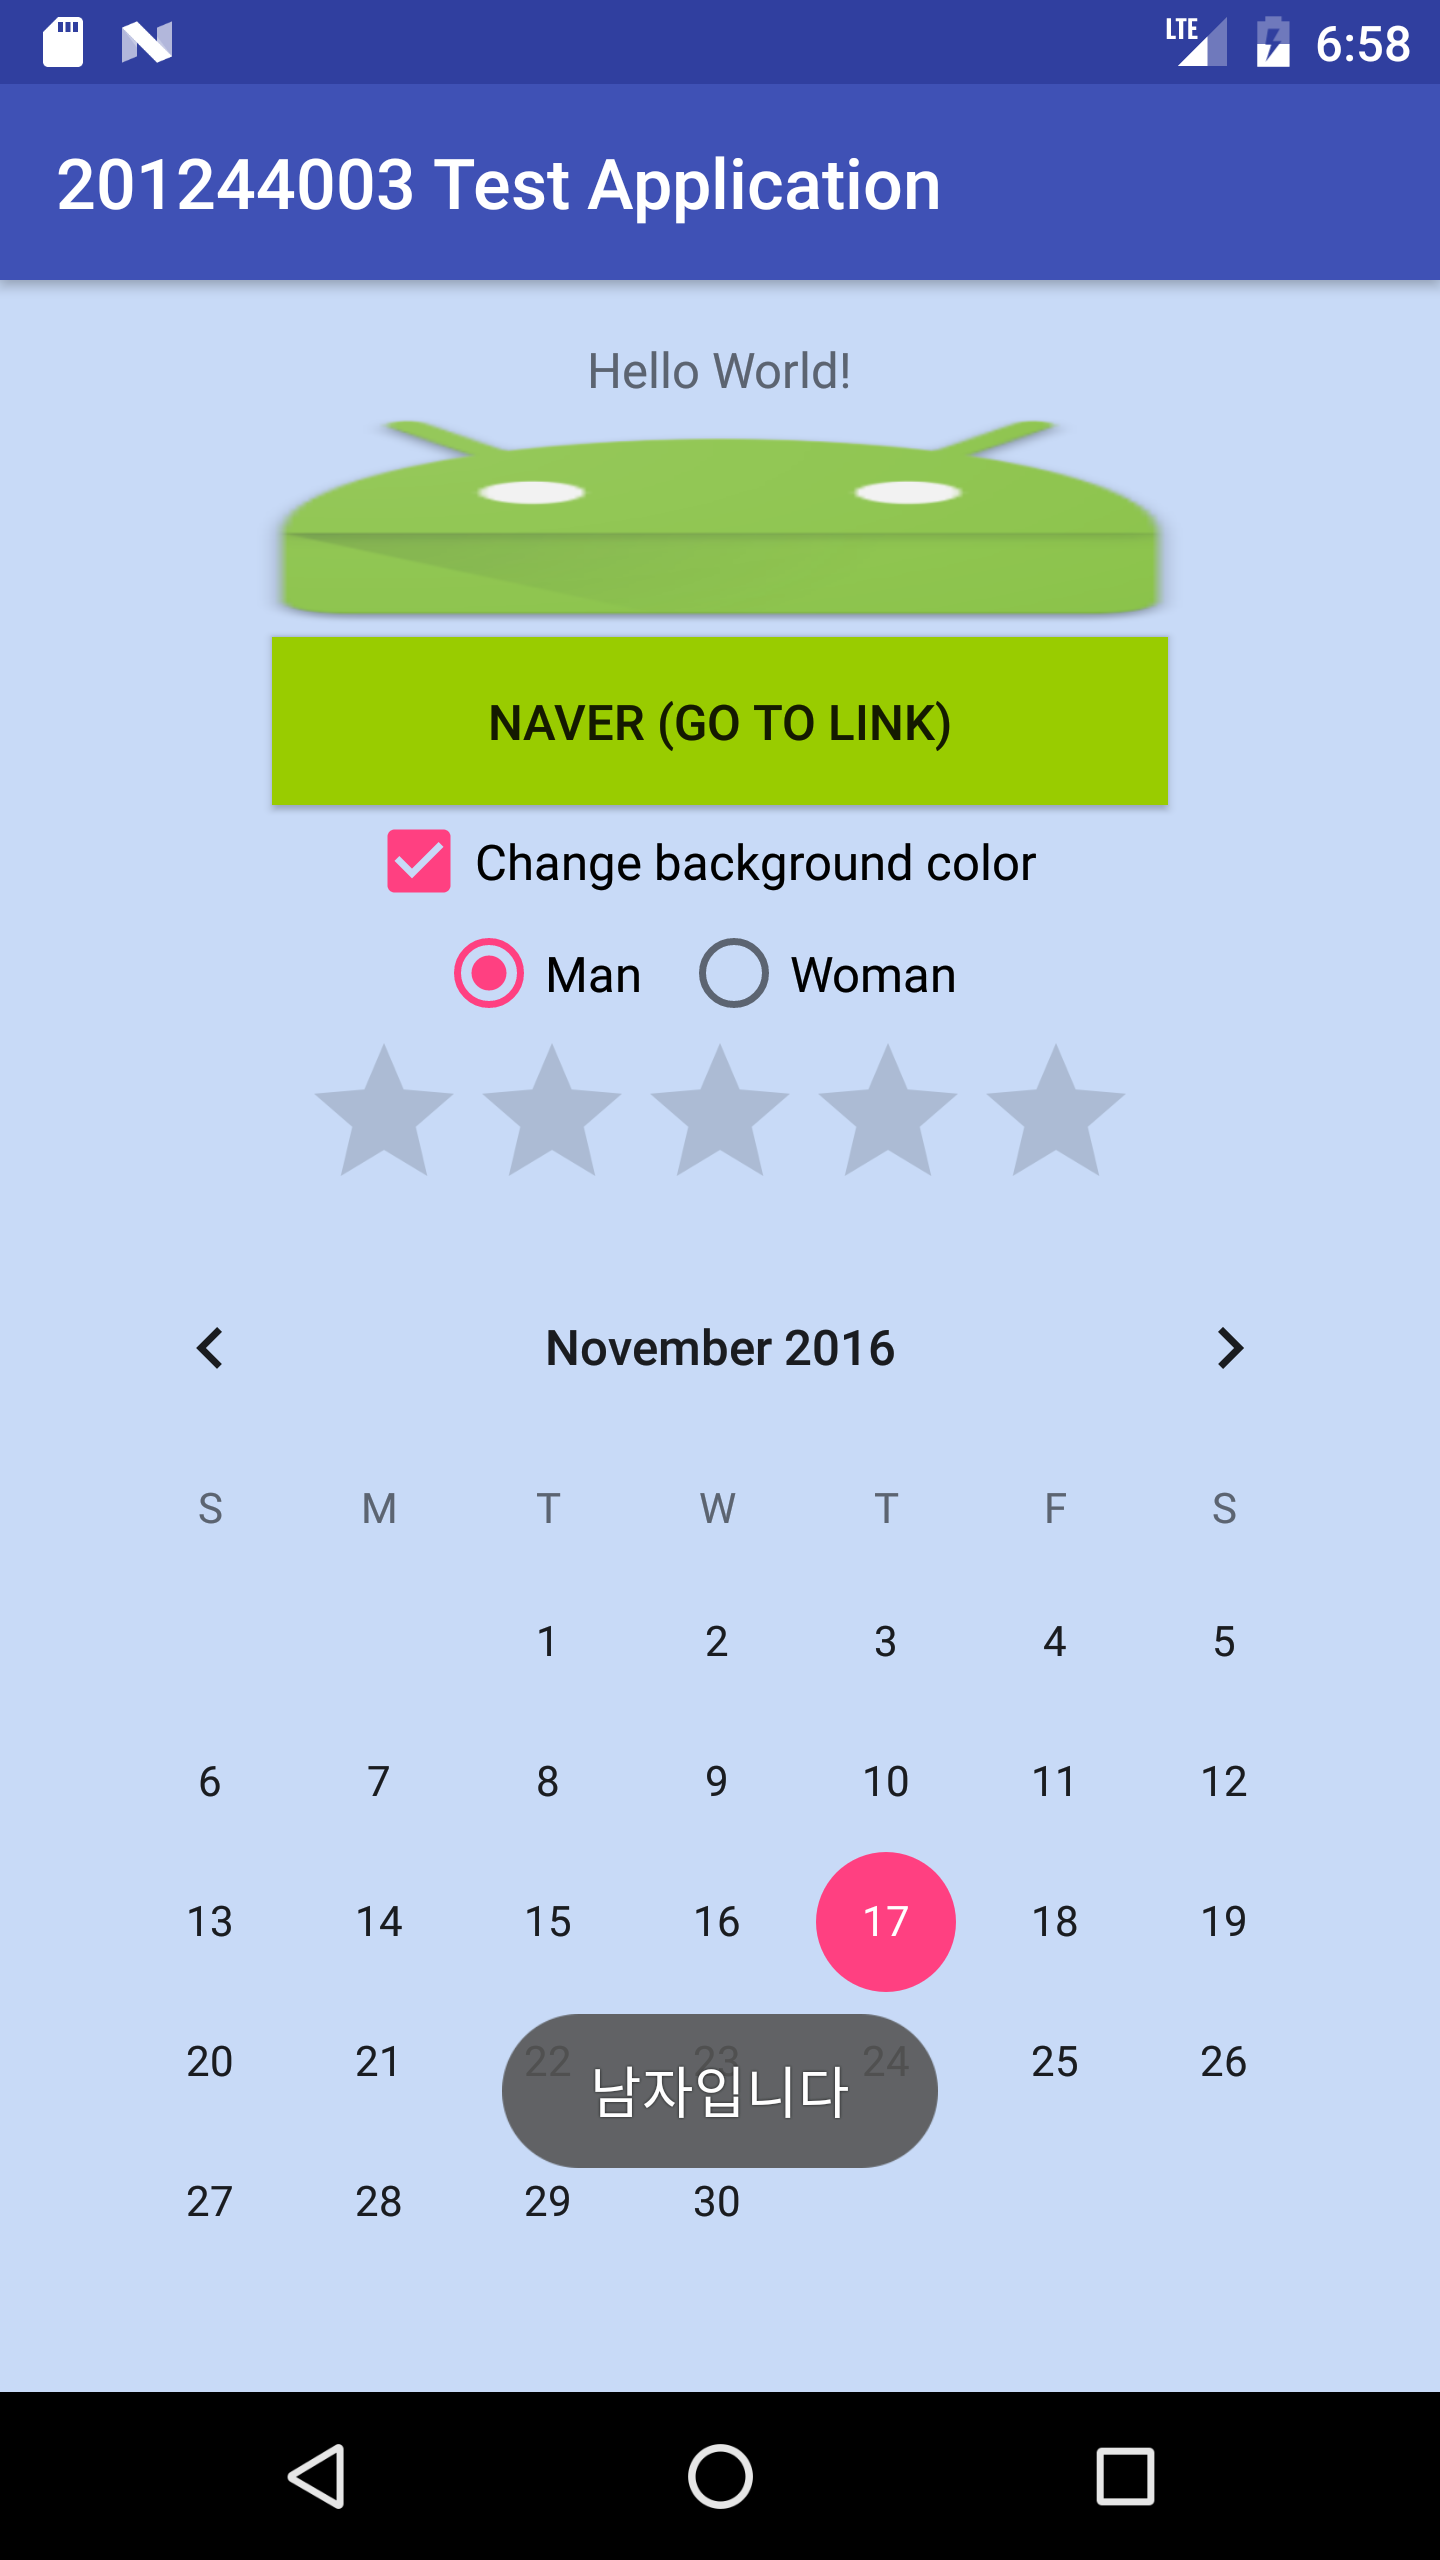 LTE 6:58
201244003 Test Application
Hello World!
NAVER (GO TO LINK)
Change background color
Man Woman
November 2016
S M T W T F S
1 2 3 4 5
6 7 8 9 10 11 12
13 14 15 16 17 18 19
20 21 22 23 24 25 26
남자입니다
27 28 29 30